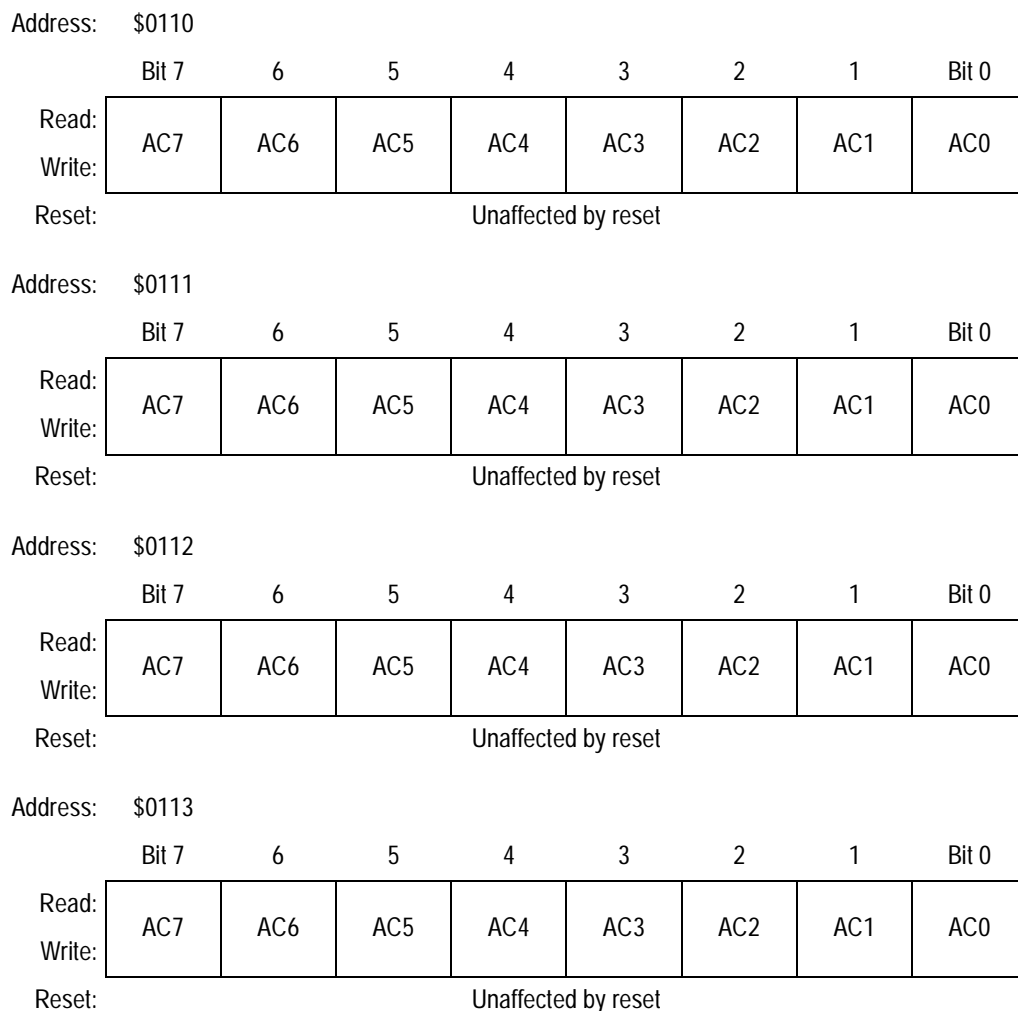 Address: $0110
Bit 7 6 5 4 3 2 1 Bit 0
Read:
AC7 AC6 AC5 AC4 AC3 AC2 AC1 AC0
Write:
Reset: Unaffected by reset
Address: $0111
Bit 7 6 5 4 3 2 1 Bit 0
Read:
AC7 AC6 AC5 AC4 AC3 AC2 AC1 AC0
Write:
Reset: Unaffected by reset
Address: $0112
Bit 7 6 5 4 3 2 1 Bit 0
Read:
AC7 AC6 AC5 AC4 AC3 AC2 AC1 AC0
Write:
Reset: Unaffected by reset
Address: $0113
Bit 7 6 5 4 3 2 1 Bit 0
Read:
AC7 AC6 AC5 AC4 AC3 AC2 AC1 AC0
Write:
Reset: Unaffected by reset